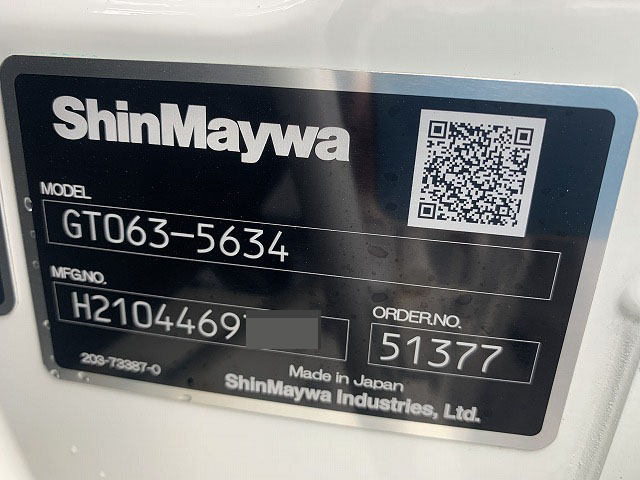 ShinMaywa
MODEL
GT063-5634
MFG.NO.
H2104469
ORDER.NO.
51377
203-73387-0
Made in Japan
ShinMaywa Industries, Ltd.